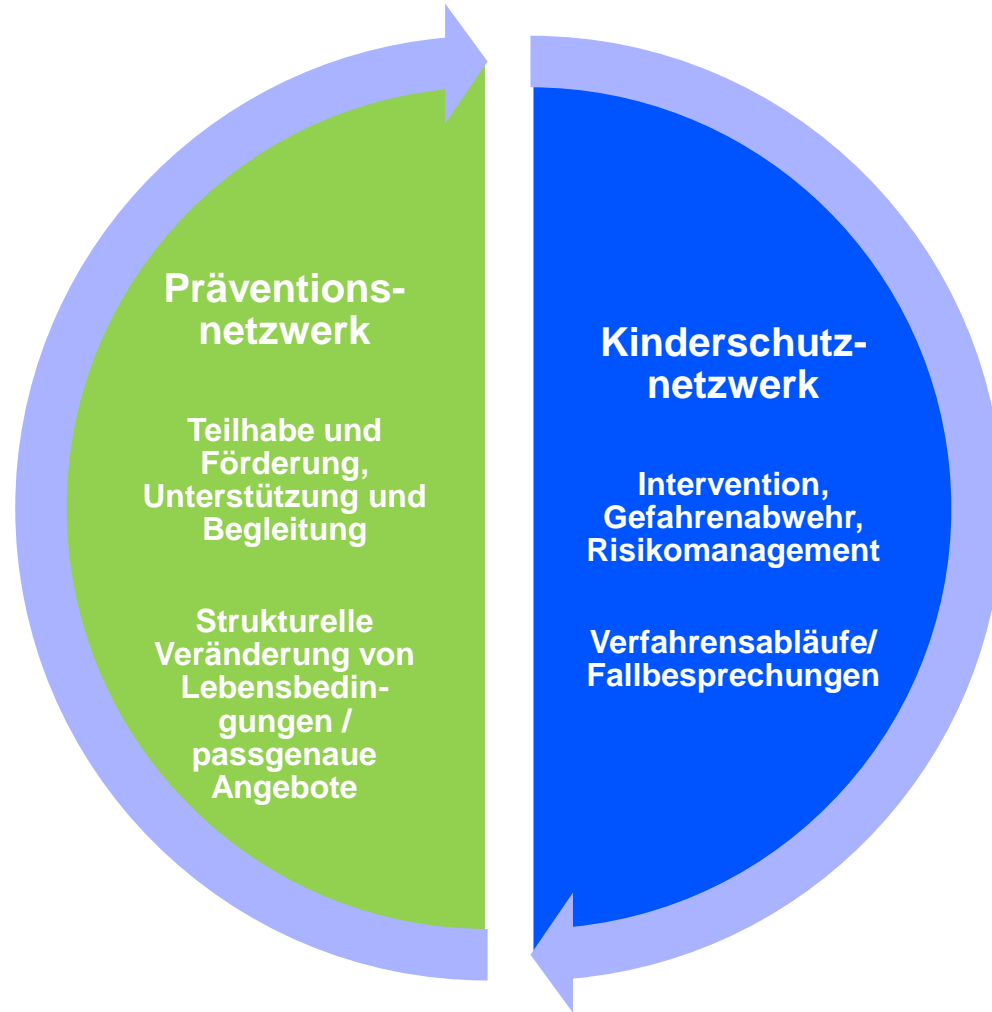 Präventions-
netzwerk
Teilhabe und
Förderung,
Unterstützung und
Begleitung
Strukturelle
Veränderung von
Lebensbedin-
gungen /
passgenaue
Angebote
Kinderschutz-
netzwerk
Intervention,
Gefahrenabwehr,
Risikomanagement
Verfahrensabläufe/
Fallbesprechungen